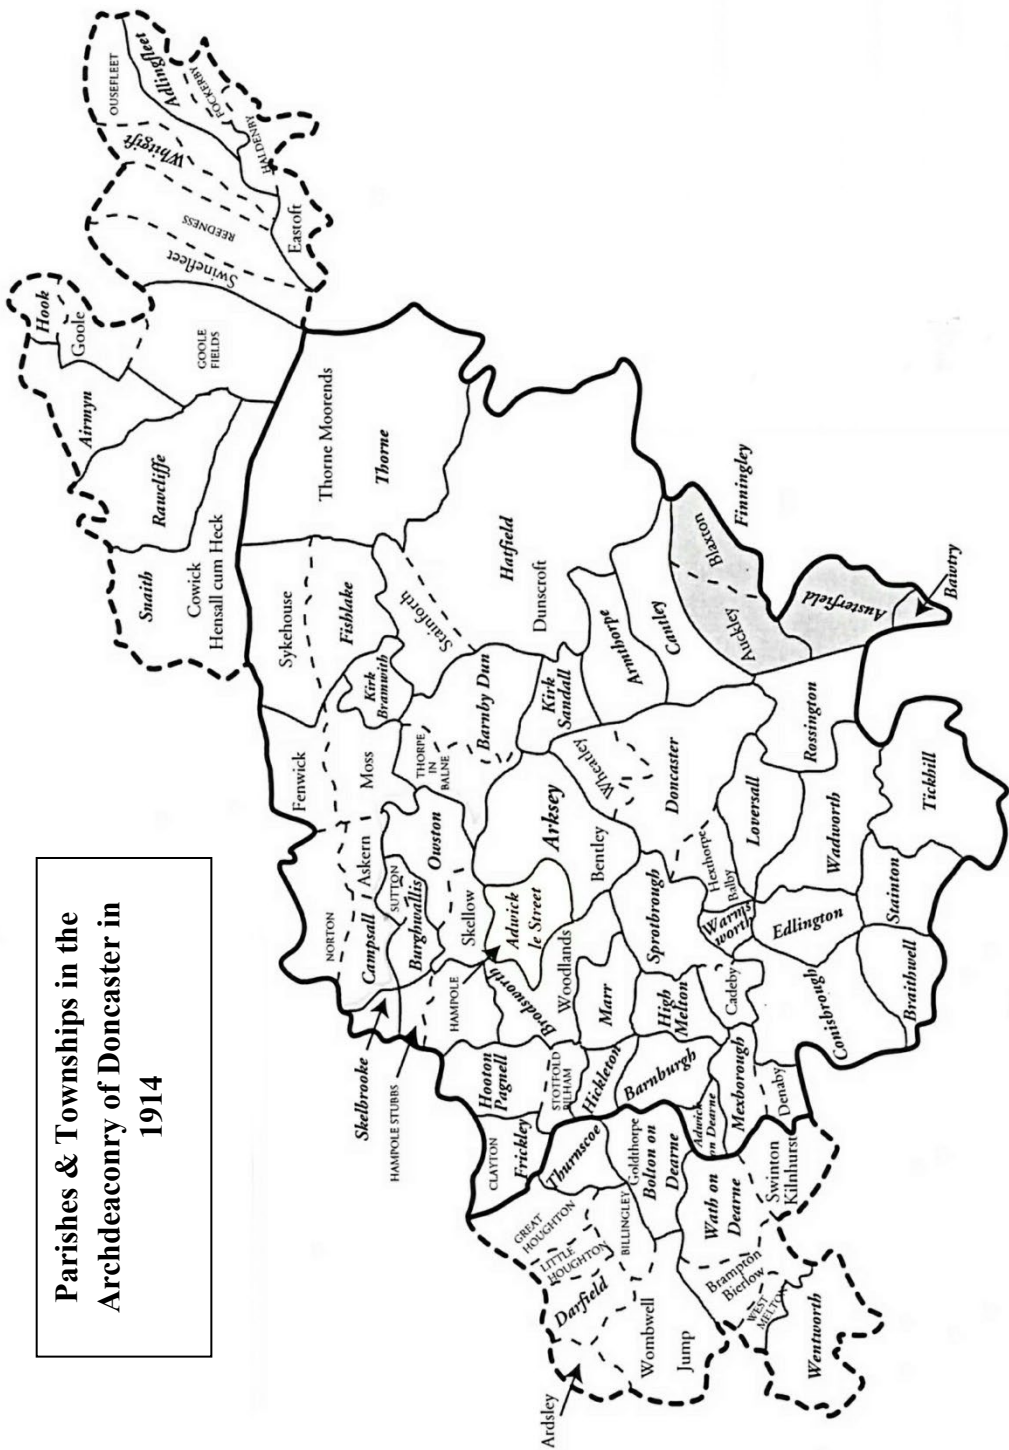 Parishes & Townships in the
Archdeaconry of Doncaster in
1914
OUSEFLEET
Adlingfleet
FOCKERBY
HALDENBY
Whitgift
REEDNESS
Eastoft
Swinefleet
Hook
Goole
GOOLE
FIELDS
Airmyn
Rawcliffe
Snaith
Cowick
Hensall cum Heck
Thorne Moorends
Thorne
Sykehouse
Fishlake
Stainforth
Hatfield
Dunscroft
Fenwick
Kirk
Bramwith
Moss
THORPE
IN
BALNE
Barnby Dun
Kirk
Sandall
Armthorpe
Cantley
Blaxton
Auckley
Finningley
Austerfield
Bawtry
NORTON
Askern
Campsall
SUTTON
Burghwallis
Owston
Skellow
Arksey
Bentley
Wheatley
Doncaster
Hexthorpe
Balby
Loversall
Rossington
Wadworth
Tickhill
Stainton
Edlington
Braithwell
Conisbrough
Warms
worth
Sprotbrough
Cadeby
High
Melton
Marr
Adwick
le Street
Woodlands
Brodsworth
HAMPOLE
Skelbrooke
HAMPOLE STUBBS
Hooton
Pagnell
STOTFOLD
BILHAM
Hickleton
Barnburgh
Adwick
on Dearne
Mexborough
Denaby
CLAYTON
Frickley
Thurnscoe
Goldthorpe
Bolton on
Dearne
Wath on
Dearne
Swinton
Kilnhurst
GREAT
HOUGHTON
LITTLE
HOUGHTON
BILLINGLEY
Darfield
Wombwell
Jump
Brampton
Bierlow
WEST
MELTON
Wentworth
Ardsley